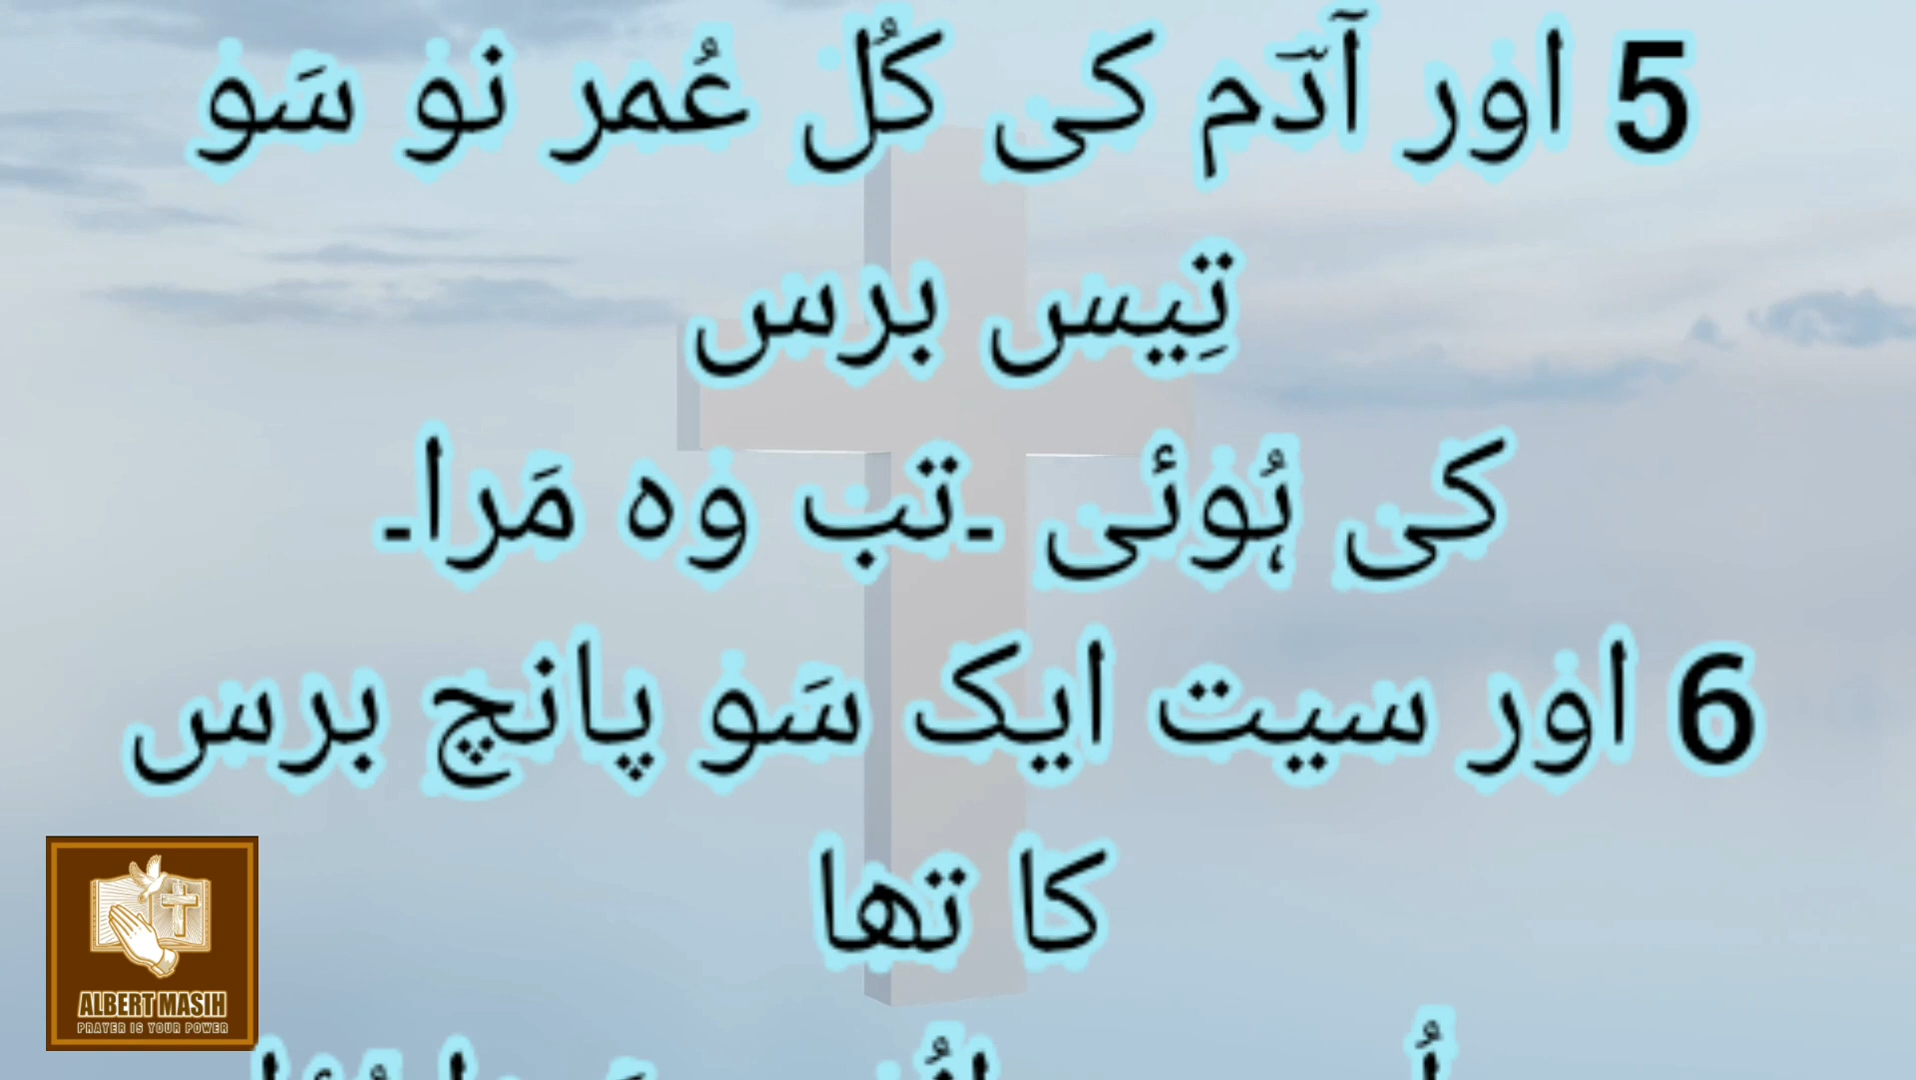 5 اور آدؔم کی کُل عُمر نو سَو
تِیس برس
کی ہُوئی ۔تب وہ مَرا۔
6 اور سیت ایک سَو پانچ برس
کا تھا
ALBERT MASIH
PRAYER IS YOUR POWER